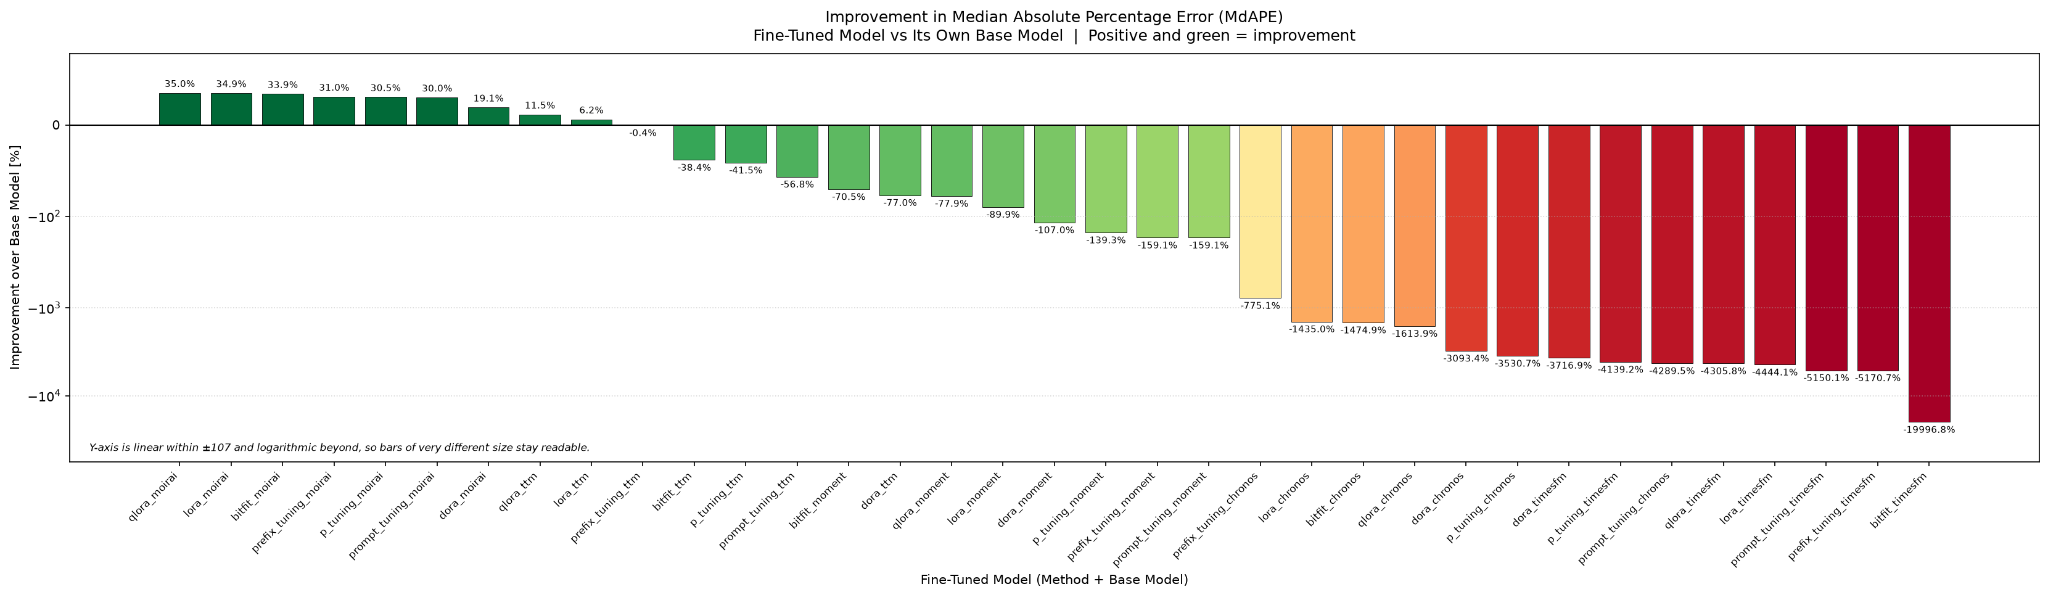 Improvement in Median Absolute Percentage Error (MdAPE)
Fine-Tuned Model vs Its Own Base Model | Positive and green = improvement
Improvement over Base Model [%]
0
−10²
−10³
−10⁴
35.0%
34.9%
33.9%
31.0%
30.5%
30.0%
19.1%
11.5%
6.2%
-0.4%
-38.4%
-41.5%
-56.8%
-70.5%
-77.0%
-77.9%
-89.9%
-107.0%
-139.3%
-159.1%
-159.1%
-775.1%
-1435.0%
-1474.9%
-1613.9%
-3093.4%
-3530.7%
-3716.9%
-4139.2%
-4289.5%
-4305.8%
-4444.1%
-5150.1%
-5170.7%
-19996.8%
Y-axis is linear within ±107 and logarithmic beyond, so bars of very different size stay readable.
qlora_moirai
lora_moirai
bitfit_moirai
prefix_tuning_moirai
p_tuning_moirai
prompt_tuning_moirai
dora_moirai
qlora_ttm
lora_ttm
prefix_tuning_ttm
bitfit_ttm
p_tuning_ttm
prompt_tuning_ttm
bitfit_moment
dora_ttm
qlora_moment
lora_moment
dora_moment
p_tuning_moment
prefix_tuning_moment
prompt_tuning_moment
prefix_tuning_chronos
lora_chronos
bitfit_chronos
qlora_chronos
dora_chronos
p_tuning_chronos
dora_timesfm
p_tuning_timesfm
prompt_tuning_chronos
qlora_timesfm
lora_timesfm
prompt_tuning_timesfm
prefix_tuning_timesfm
bitfit_timesfm
Fine-Tuned Model (Method + Base Model)